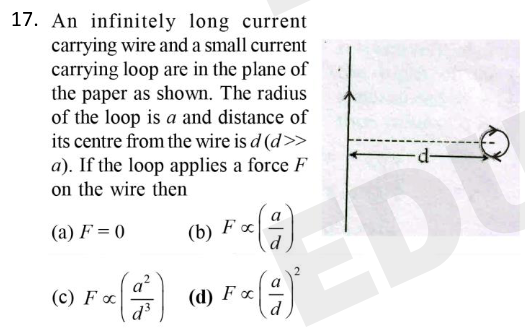 17. An infinitely long current
carrying wire and a small current
carrying loop are in the plane of
the paper as shown. The radius
of the loop is a and distance of
its centre from the wire is d (d>>
a). If the loop applies a force F
on the wire then
d
(a) F = 0 (b) F ∝ (a/d)
(c) F ∝ (a²/d³) (d) F ∝ (a/d)²
EDU